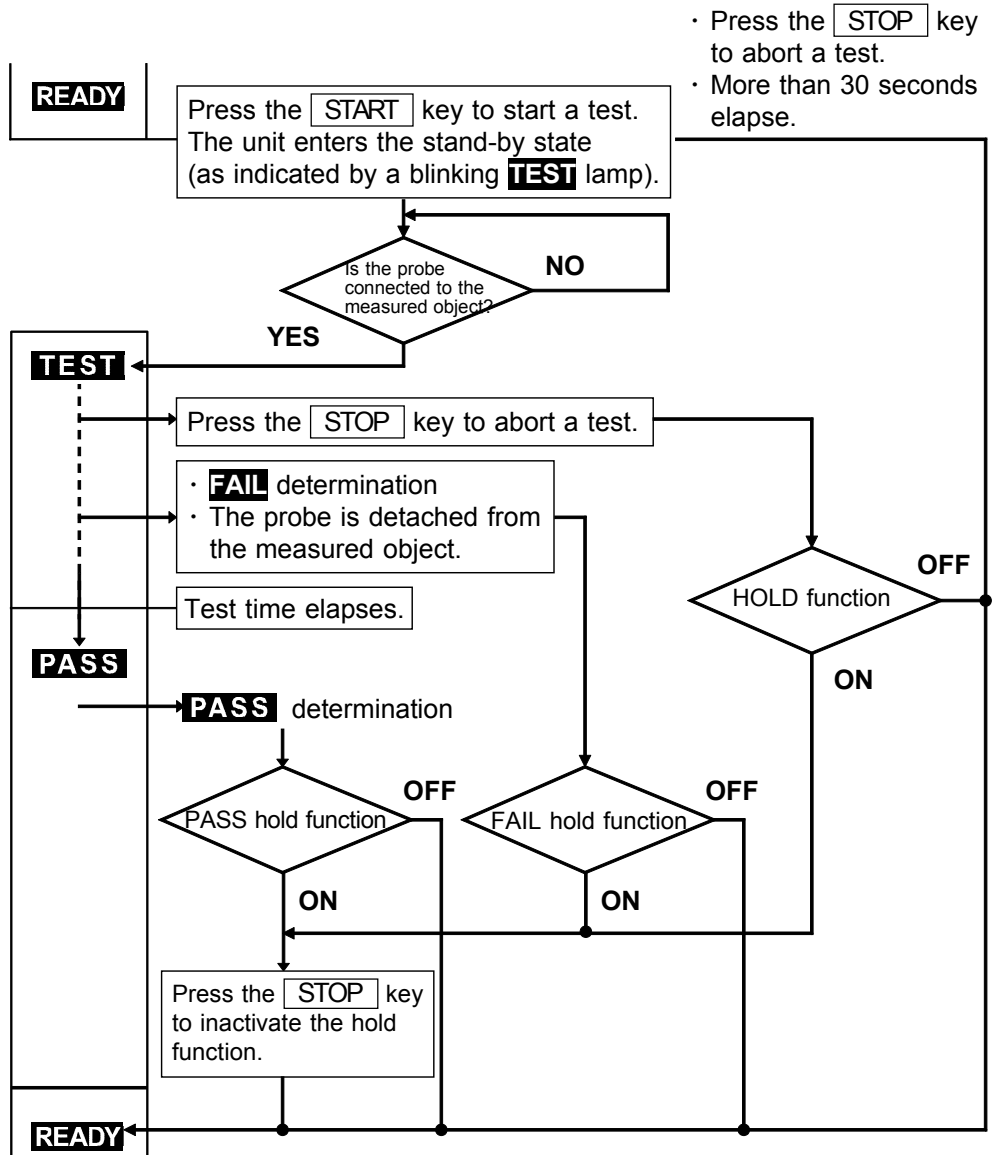 · Press the STOP key
to abort a test.
· More than 30 seconds
elapse.
READY
Press the START key to start a test.
The unit enters the stand-by state
(as indicated by a blinking TEST lamp).
Is the probe
connected to the
measured object?
NO
YES
TEST
Press the STOP key to abort a test.
· FAIL determination
· The probe is detached from
the measured object.
HOLD function
OFF
ON
Test time elapses.
PASS
PASS determination
PASS hold function
OFF
ON
FAIL hold function
OFF
ON
Press the STOP key
to inactivate the hold
function.
READY